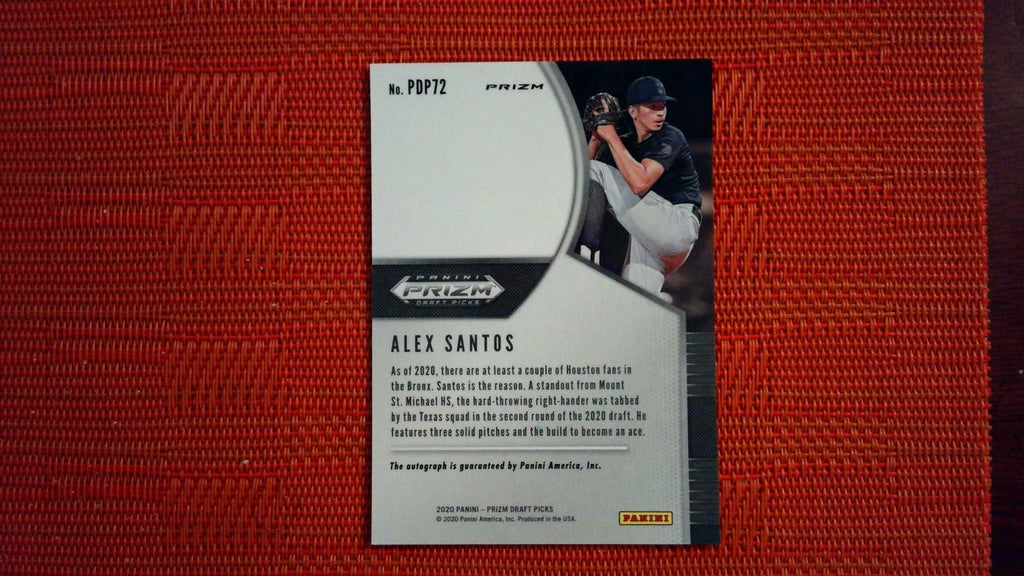 No. PDP72
PRIZM
PANINI
PRIZM
DRAFT PICKS
ALEX SANTOS
As of 2020, there are at least a couple of Houston fans in
the Bronx. Santos is the reason. A standout from Mount
St. Michael HS, the hard-throwing right-hander was tabbed
by the Texas squad in the second round of the 2020 draft. He
features three solid pitches and the build to become an ace.
The autograph is guaranteed by Panini America, Inc.
2020 PANINI – PRIZM DRAFT PICKS
© 2020 Panini America, Inc. Produced in the USA.
PANINI